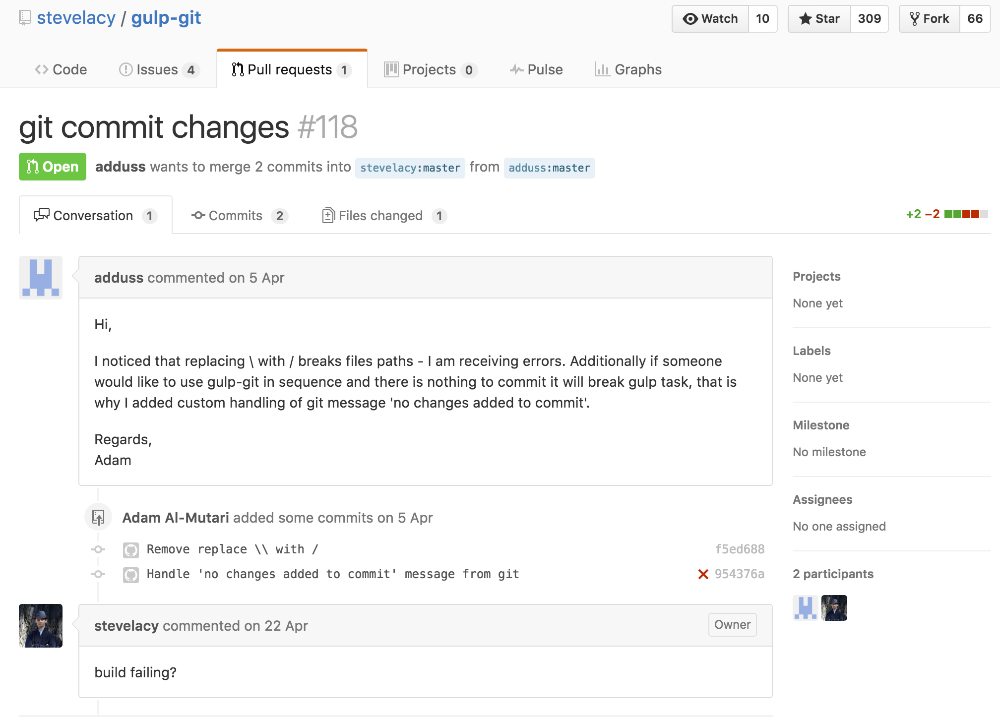 stevelacy / gulp-git
Watch 10 Star 309 Fork 66
Code Issues 4 Pull requests 1 Projects 0 Pulse Graphs
git commit changes #118
Open adduss wants to merge 2 commits into stevelacy:master from adduss:master
Conversation 1 Commits 2 Files changed 1 +2 −2
adduss commented on 5 Apr
Hi,
I noticed that replacing \ with / breaks files paths - I am receiving errors. Additionally if someone
would like to use gulp-git in sequence and there is nothing to commit it will break gulp task, that is
why I added custom handling of git message 'no changes added to commit'.
Regards,
Adam
Adam Al-Mutari added some commits on 5 Apr
Remove replace \\ with / f5ed688
Handle 'no changes added to commit' message from git 954376a
stevelacy commented on 22 Apr Owner
build failing?
Projects
None yet
Labels
None yet
Milestone
No milestone
Assignees
No one assigned
2 participants